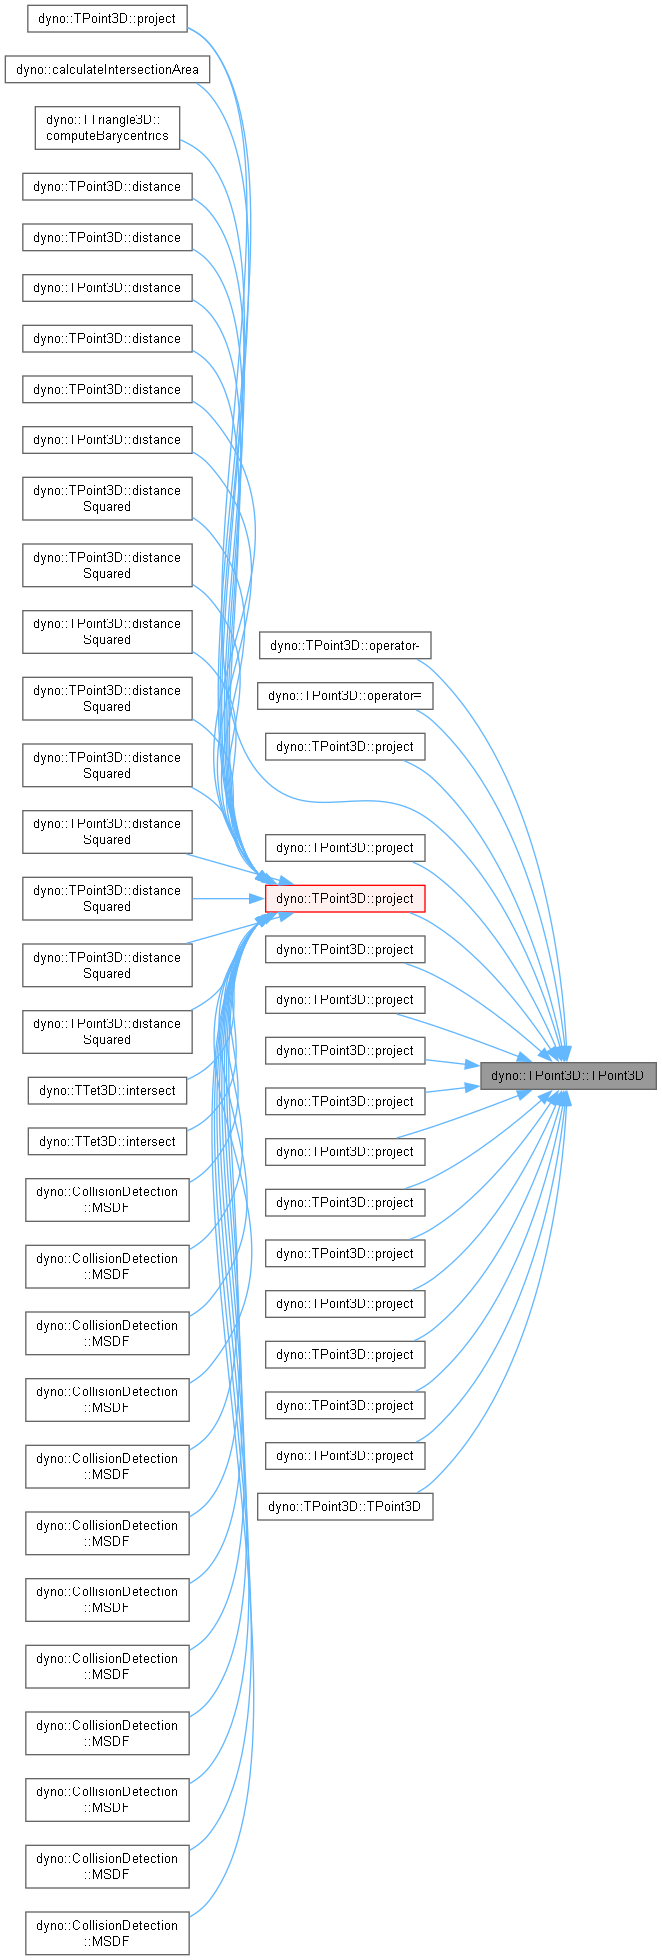 dyno::TPoint3D::project
dyno::calculateIntersectionArea
dyno::TTriangle3D::
computeBarycentrics
dyno::TPoint3D::distance
dyno::TPoint3D::distance
dyno::TPoint3D::distance
dyno::TPoint3D::distance
dyno::TPoint3D::distance
dyno::TPoint3D::distance
dyno::TPoint3D::distance
Squared
dyno::TPoint3D::distance
Squared
dyno::TPoint3D::distance
Squared
dyno::TPoint3D::distance
Squared
dyno::TPoint3D::distance
Squared
dyno::TPoint3D::distance
Squared
dyno::TPoint3D::distance
Squared
dyno::TPoint3D::distance
Squared
dyno::TPoint3D::distance
Squared
dyno::TTet3D::intersect
dyno::TTet3D::intersect
dyno::CollisionDetection
::MSDF
dyno::CollisionDetection
::MSDF
dyno::CollisionDetection
::MSDF
dyno::CollisionDetection
::MSDF
dyno::CollisionDetection
::MSDF
dyno::CollisionDetection
::MSDF
dyno::CollisionDetection
::MSDF
dyno::CollisionDetection
::MSDF
dyno::CollisionDetection
::MSDF
dyno::CollisionDetection
::MSDF
dyno::CollisionDetection
::MSDF
dyno::CollisionDetection
::MSDF
dyno::TPoint3D::operator-
dyno::TPoint3D::operator=
dyno::TPoint3D::project
dyno::TPoint3D::project
dyno::TPoint3D::project
dyno::TPoint3D::project
dyno::TPoint3D::project
dyno::TPoint3D::project
dyno::TPoint3D::project
dyno::TPoint3D::project
dyno::TPoint3D::project
dyno::TPoint3D::project
dyno::TPoint3D::project
dyno::TPoint3D::project
dyno::TPoint3D::project
dyno::TPoint3D::project
dyno::TPoint3D::TPoint3D
dyno::TPoint3D::TPoint3D